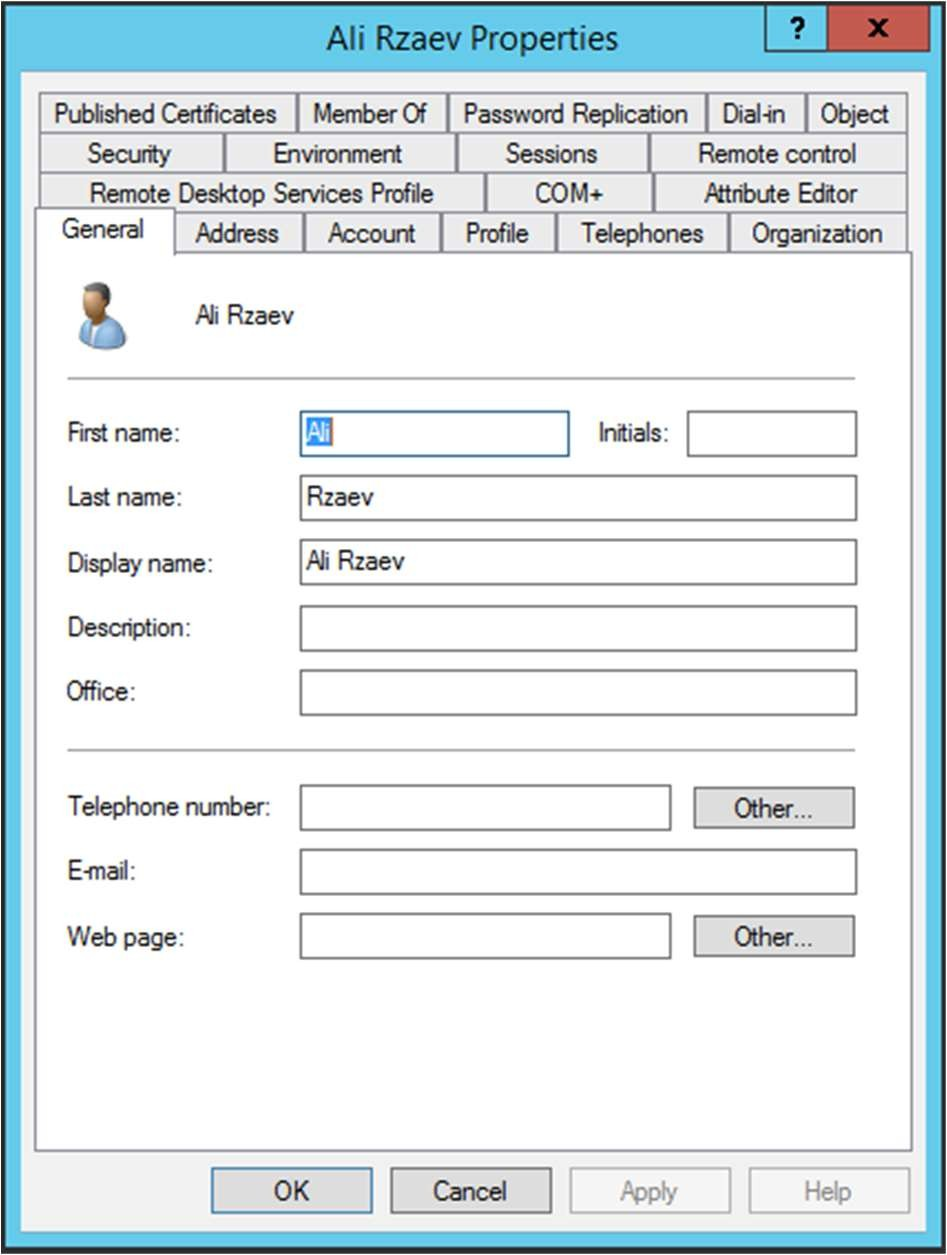 Ali Rzaev Properties
? x
Published Certificates Member Of Password Replication Dial-in Object
Security Environment Sessions Remote control
Remote Desktop Services Profile COM+ Attribute Editor
General Address Account Profile Telephones Organization
Ali Rzaev
First name: Ali Initials:
Last name: Rzaev
Display name: Ali Rzaev
Description:
Office:
Telephone number: Other...
E-mail:
Web page: Other...
OK Cancel Apply Help